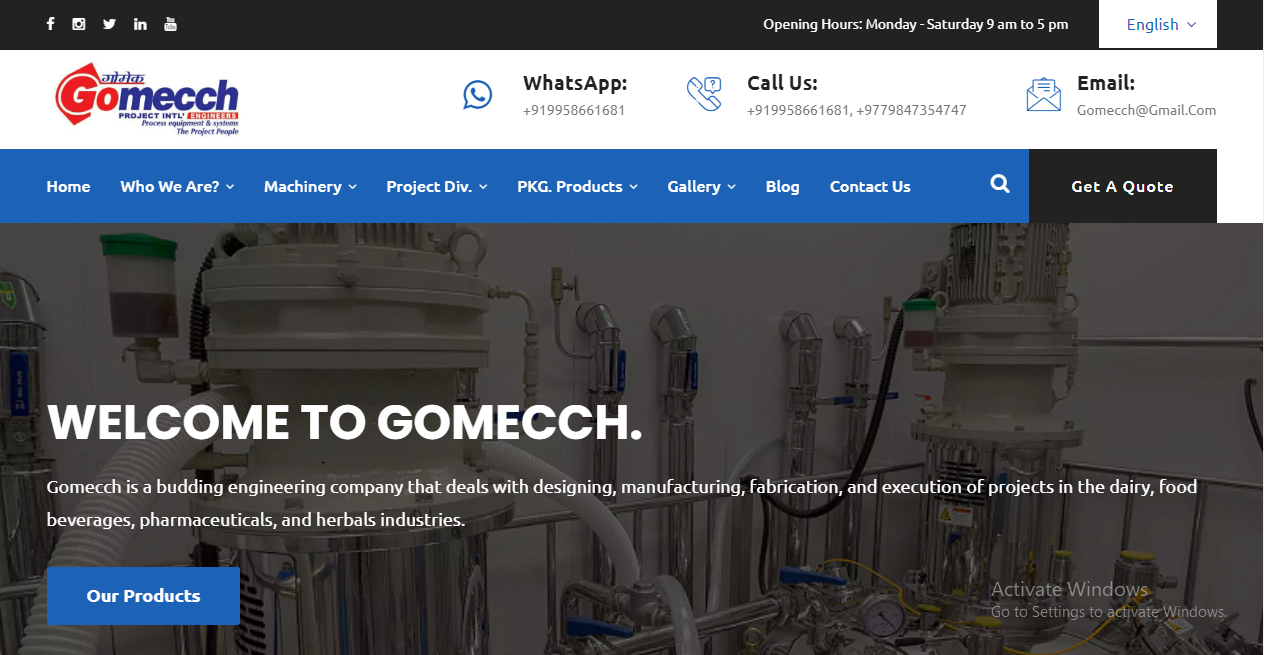 Opening Hours: Monday - Saturday 9 am to 5 pm
English
गोमेक
Gomecch
PROJECT INTL' ENGINEERS
Process equipment & systems
The Project People
WhatsApp:
+919958661681
Call Us:
+919958661681, +9779847354747
Email:
Gomecch@Gmail.Com
Home Who We Are? Machinery Project Div. PKG. Products Gallery Blog Contact Us
Get A Quote
WELCOME TO GOMECCH.
Gomecch is a budding engineering company that deals with designing, manufacturing, fabrication, and execution of projects in the dairy, food
beverages, pharmaceuticals, and herbals industries.
Our Products
Activate Windows
Go to Settings to activate Windows.